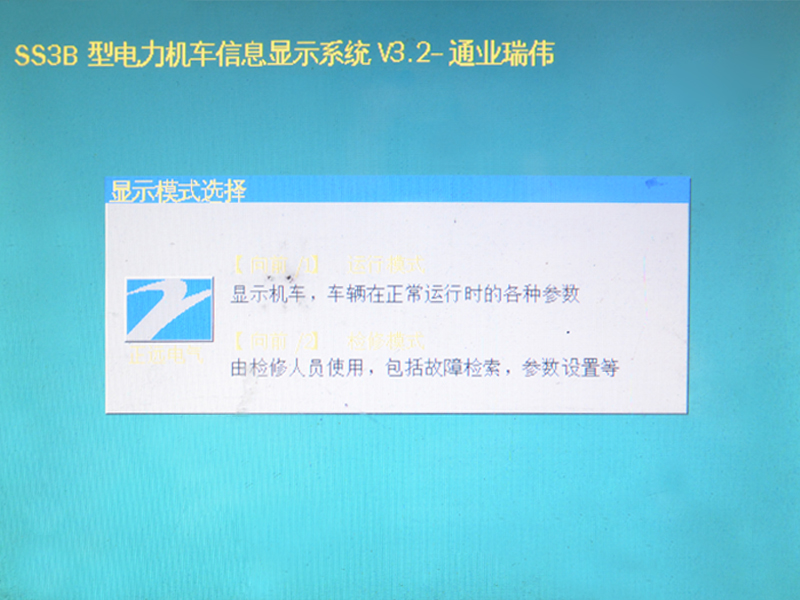 SS3B 型电力机车信息显示系统 V3.2-通业瑞伟
显示模式选择
【向前 /1】 运行模式
显示机车，车辆在正常运行时的各种参数
【向前 /2】 检修模式
由检修人员使用，包括故障检索，参数设置等